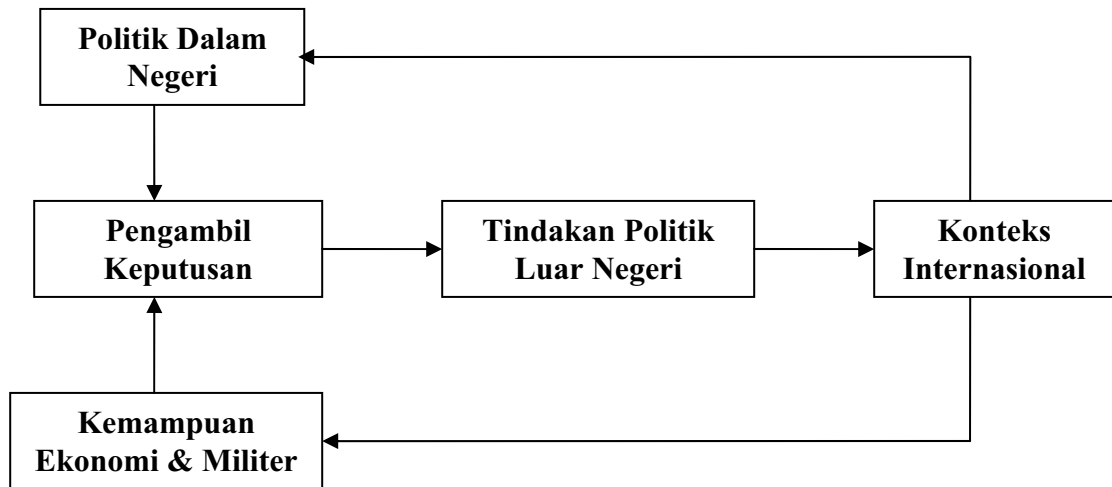 Politik Dalam
Negeri
Pengambil
Keputusan
Tindakan Politik
Luar Negeri
Konteks
Internasional
Kemampuan
Ekonomi & Militer